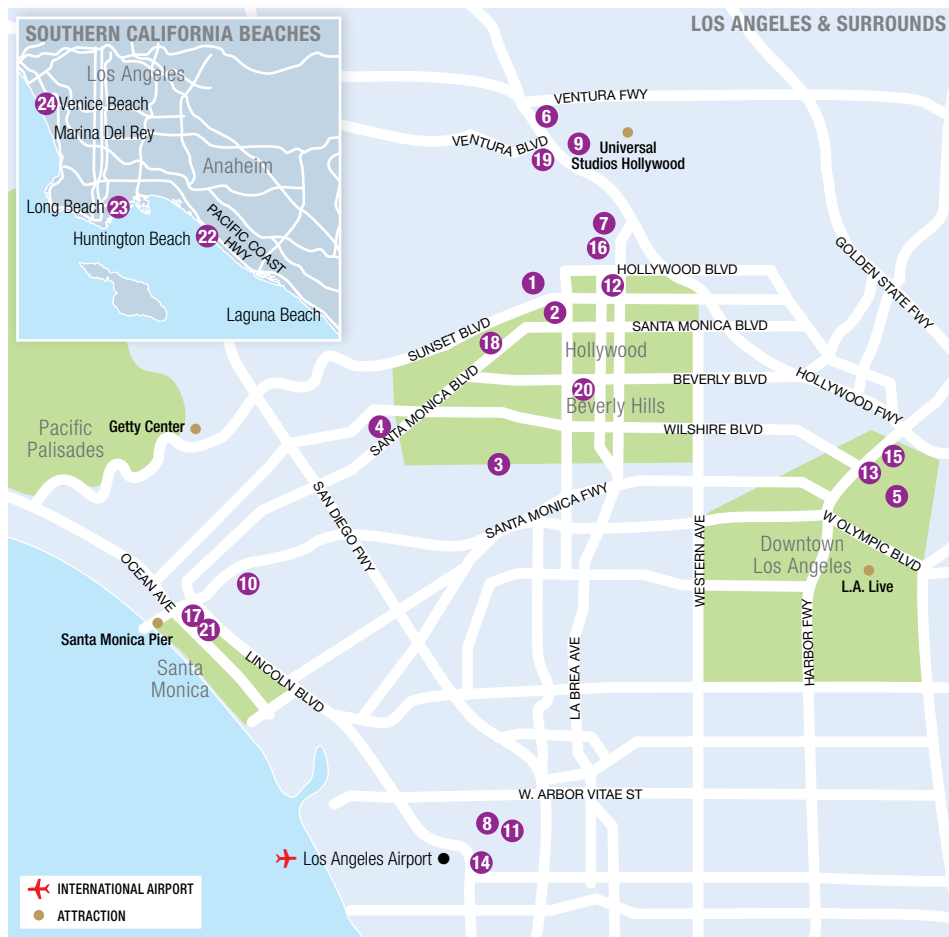 SOUTHERN CALIFORNIA BEACHES
Los Angeles
24 Venice Beach
Marina Del Rey
Anaheim
Long Beach 23
PACIFIC COAST
HWY
Huntington Beach 22
Laguna Beach
LOS ANGELES & SURROUNDS
VENTURA FWY
6
VENTURA BLVD
9
19
Universal
Studios Hollywood
7
16
GOLDEN STATE FWY
HOLLYWOOD BLVD
1
12
2
SUNSET BLVD
SANTA MONICA BLVD
18
Hollywood
BEVERLY BLVD
HOLLYWOOD FWY
20
Beverly Hills
SANTA MONICA BLVD
4
WILSHIRE BLVD
Pacific
Palisades
Getty Center
3
15
13
5
SAN DIEGO FWY
SANTA MONICA FWY
WESTERN AVE
W OLYMPIC BLVD
Downtown
Los Angeles
L.A. Live
OCEAN AVE
10
17
21
Santa Monica Pier
Santa
Monica
LINCOLN BLVD
LA BREA AVE
HARBOR FWY
W. ARBOR VITAE ST
8
11
Los Angeles Airport
14
INTERNATIONAL AIRPORT
ATTRACTION